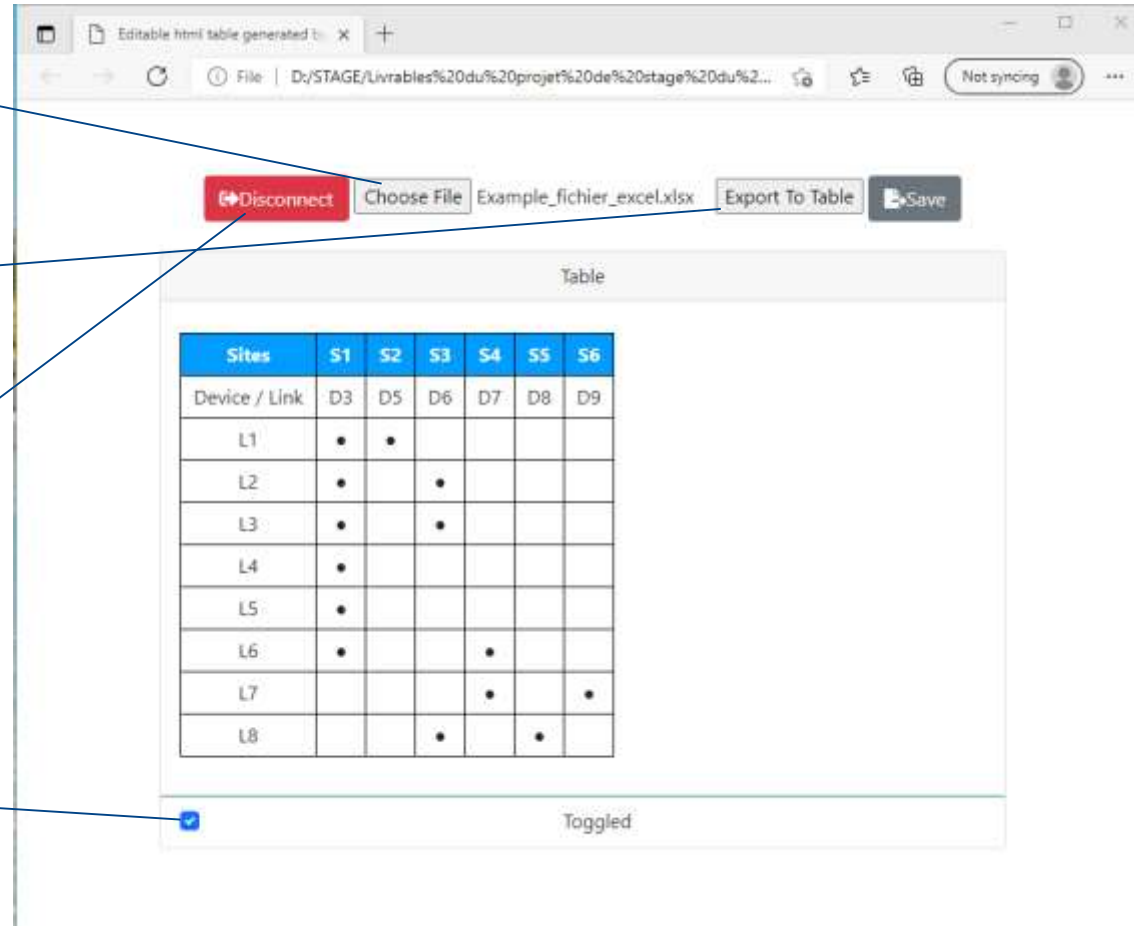 Editable html table generated b
File | D:/STAGE/Livrables%20du%20projet%20de%20stage%20du%2... Not syncing
Disconnect Choose File Example_fichier_excel.xlsx Export To Table Save
Table
Sites S1 S2 S3 S4 S5 S6
Device / Link D3 D5 D6 D7 D8 D9
L1 • •
L2 • •
L3 • •
L4 •
L5 •
L6 • •
L7 • •
L8 • •
Toggled